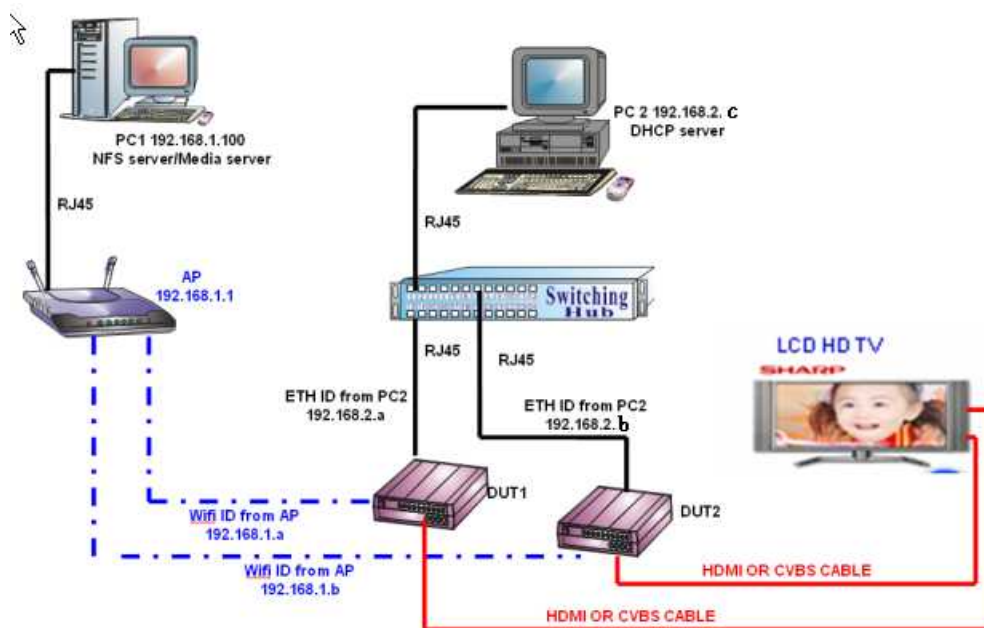 PC1 192.168.1.100
NFS server/Media server
PC 2 192.168.2. c
DHCP server
RJ45
RJ45
AP
192.168.1.1
Switching
Hub
RJ45
RJ45
LCD HD TV
SHARP
ETH ID from PC2
192.168.2.a
ETH ID from PC2
192.168.2. b
DUT1
DUT2
Wifi ID from AP
192.168.1.a
Wifi ID from AP
192.168.1.b
HDMI OR CVBS CABLE
HDMI OR CVBS CABLE